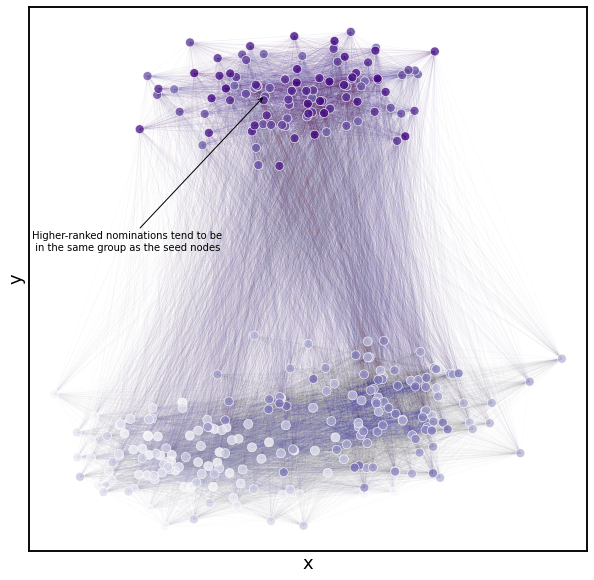 Higher-ranked nominations tend to be
in the same group as the seed nodes
y
x